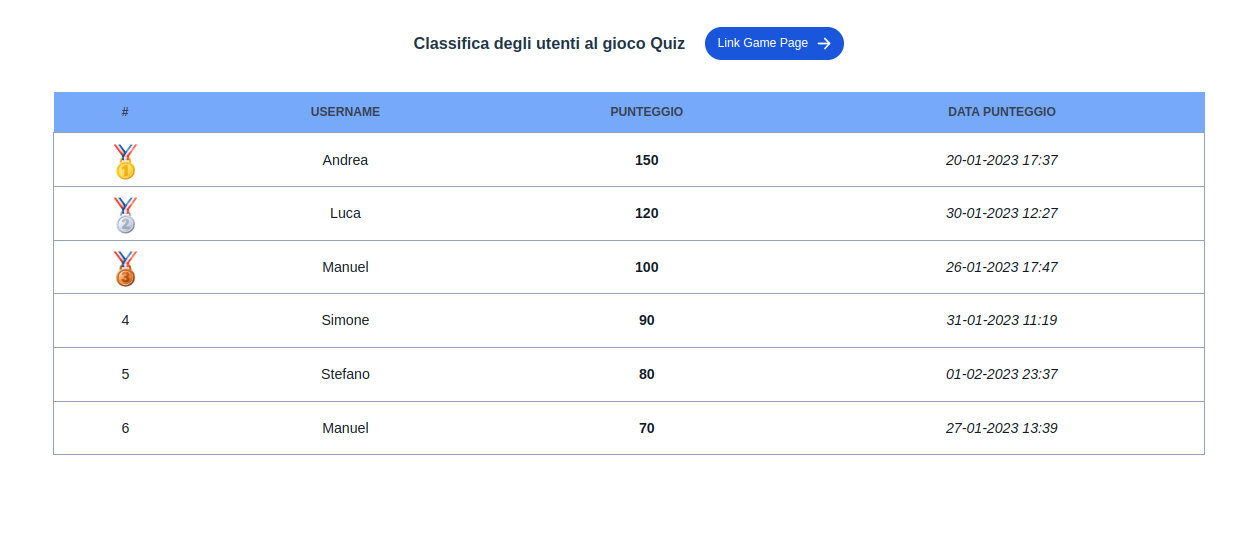 Classifica degli utenti al gioco Quiz Link Game Page →
# USERNAME PUNTEGGIO DATA PUNTEGGIO
1 Andrea 150 20-01-2023 17:37
2 Luca 120 30-01-2023 12:27
3 Manuel 100 26-01-2023 17:47
4 Simone 90 31-01-2023 11:19
5 Stefano 80 01-02-2023 23:37
6 Manuel 70 27-01-2023 13:39